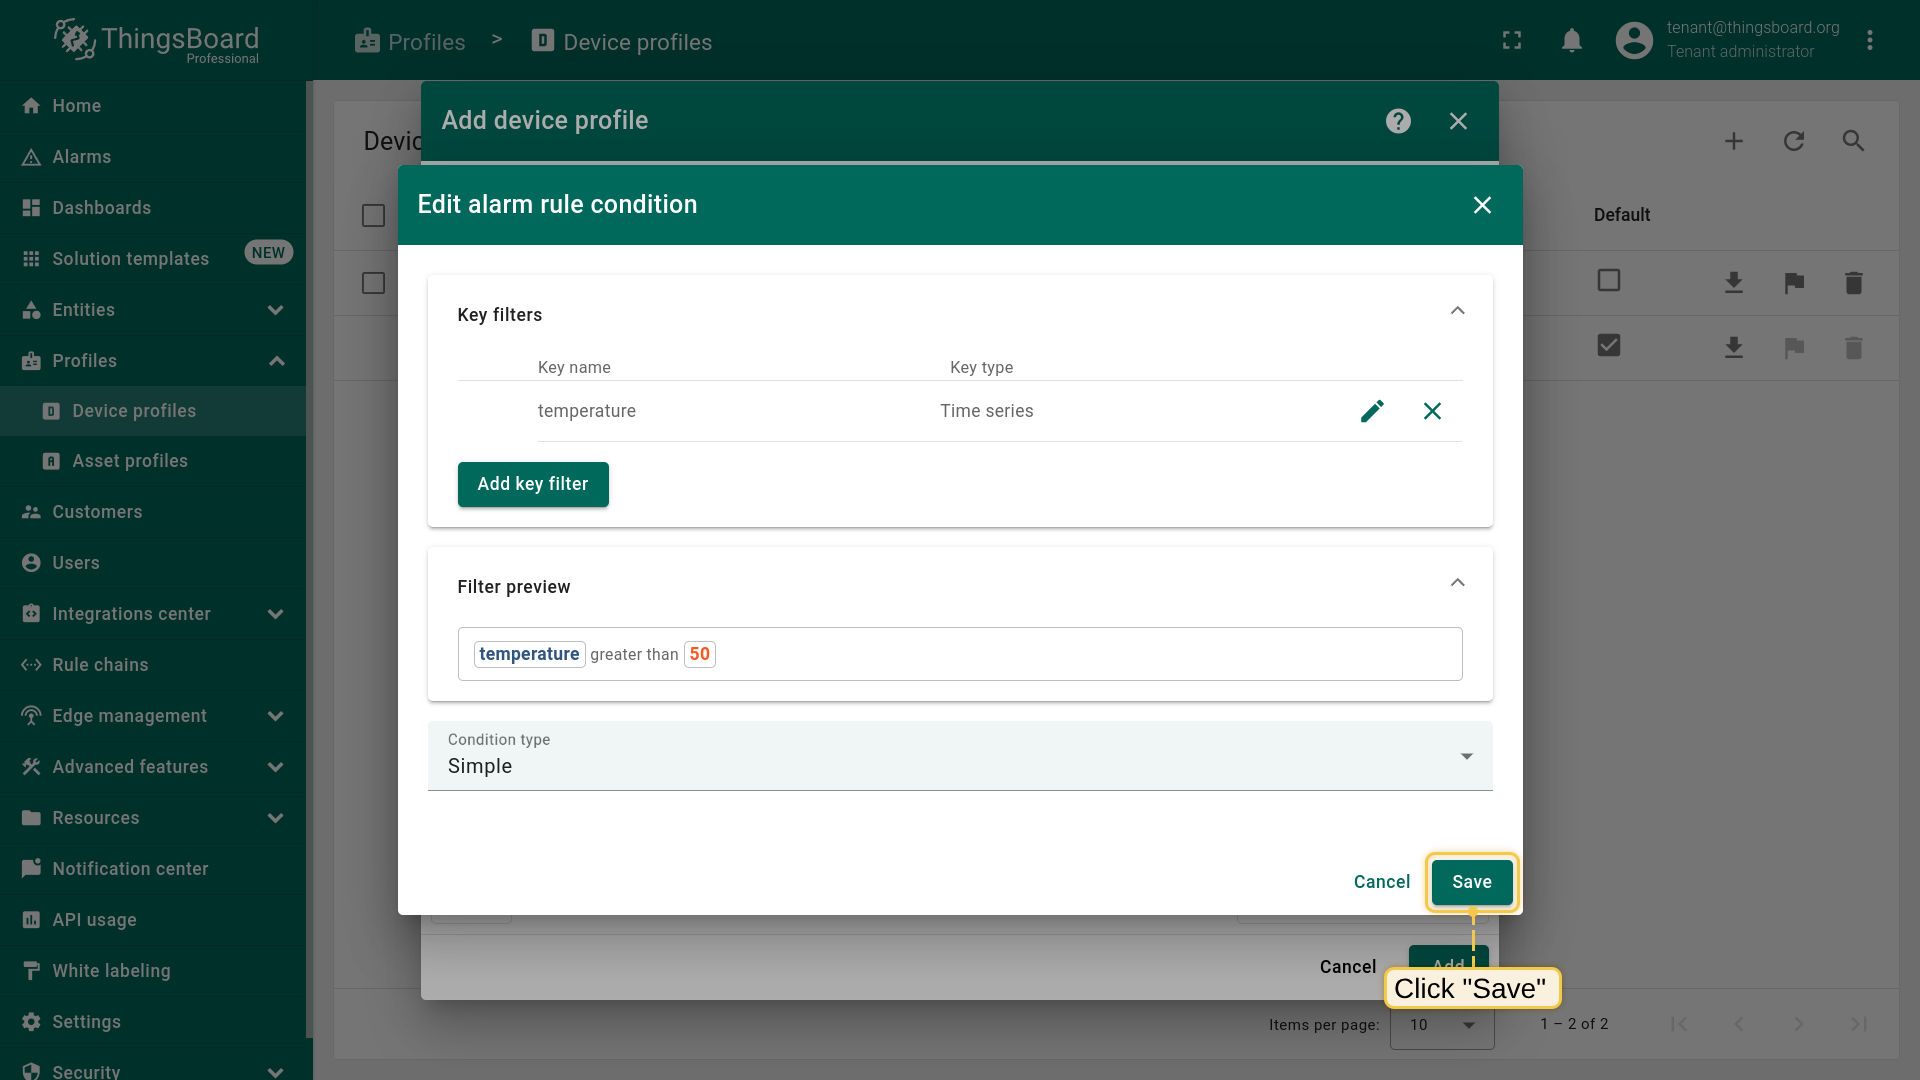 ThingsBoard
Professional
Profiles > Device profiles
tenant@thingsboard.org
Tenant administrator
Home
Alarms
Dashboards
Solution templates NEW
Entities
Profiles
Device profiles
Asset profiles
Customers
Users
Integrations center
Rule chains
Edge management
Advanced features
Resources
Notification center
API usage
White labeling
Settings
Security
Devic
Default
Add device profile
Edit alarm rule condition
Key filters
Key name Key type
temperature Time series
Add key filter
Filter preview
temperature greater than 50
Condition type
Simple
Cancel Save
Cancel Add
Click "Save"
Items per page: 10 1 – 2 of 2